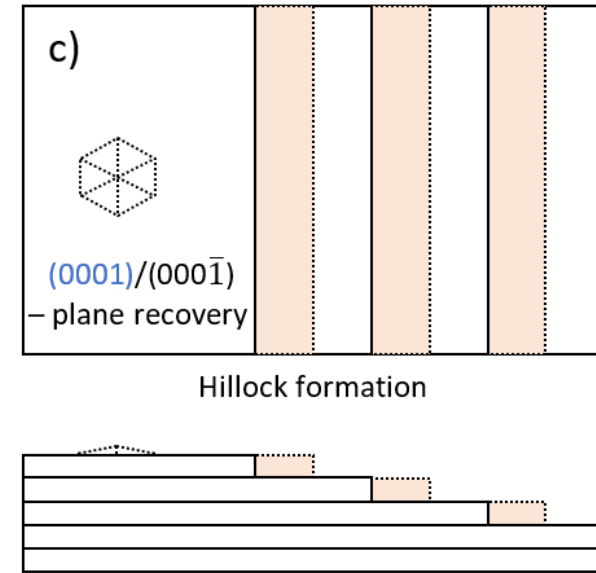 c)
(0001)/(0001̅)
– plane recovery
Hillock formation